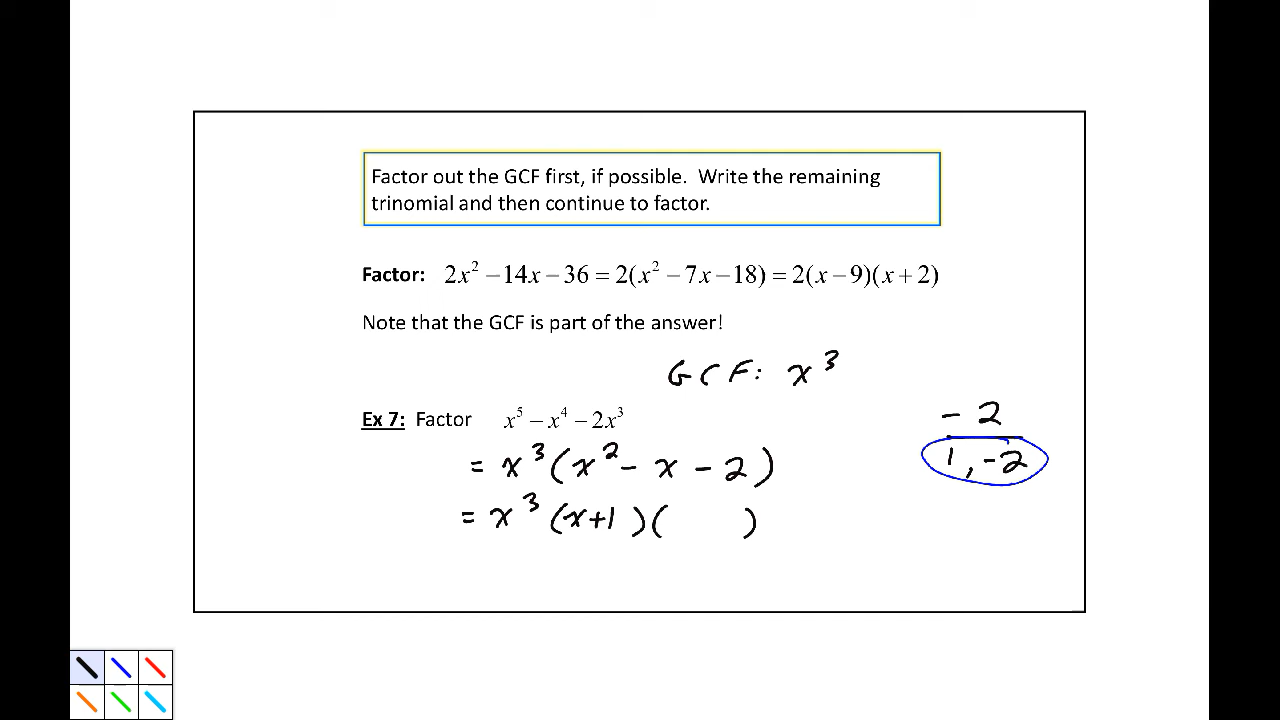 Factor out the GCF first, if possible. Write the remaining
trinomial and then continue to factor.
Factor: 2x² − 14x − 36 = 2(x² − 7x − 18) = 2(x − 9)(x + 2)
Note that the GCF is part of the answer!
GCF: x³
Ex 7: Factor x⁵ − x⁴ − 2x³
= x³(x² − x − 2)
= x³(x+1)( )
− 2
1, −2